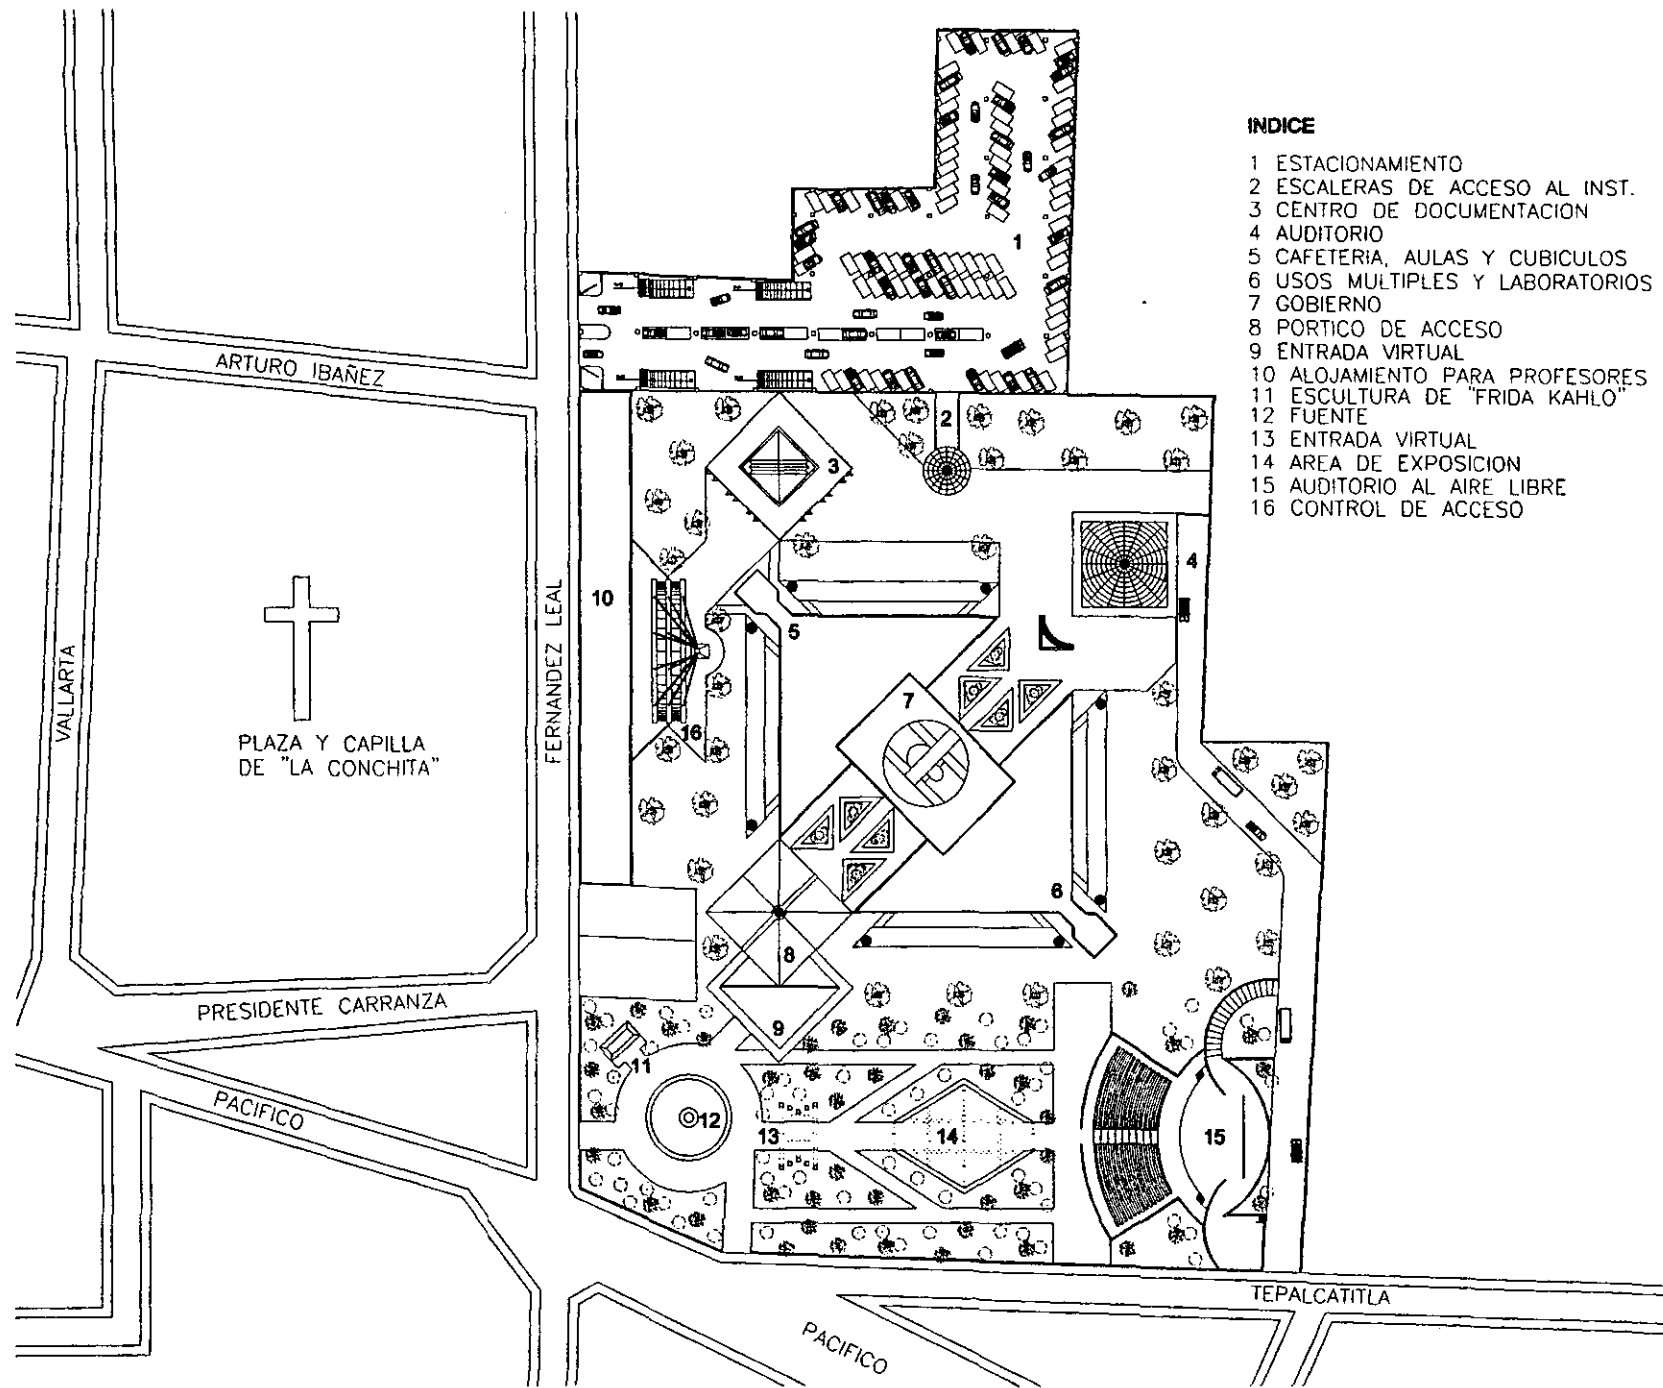 INDICE
1 ESTACIONAMIENTO
2 ESCALERAS DE ACCESO AL INST.
3 CENTRO DE DOCUMENTACION
4 AUDITORIO
5 CAFETERIA, AULAS Y CUBICULOS
6 USOS MULTIPLES Y LABORATORIOS
7 GOBIERNO
8 PORTICO DE ACCESO
9 ENTRADA VIRTUAL
10 ALOJAMIENTO PARA PROFESORES
11 ESCULTURA DE "FRIDA KAHLO"
12 FUENTE
13 ENTRADA VIRTUAL
14 AREA DE EXPOSICION
15 AUDITORIO AL AIRE LIBRE
16 CONTROL DE ACCESO
1
ARTURO IBAÑEZ
2
3
4
10
5
FERNANDEZ LEAL
VALLARTA
7
16
PLAZA Y CAPILLA
DE "LA CONCHITA"
6
8
PRESIDENTE CARRANZA
9
11
PACIFICO
12
13
14
15
TEPALCATITLA
PACIFICO